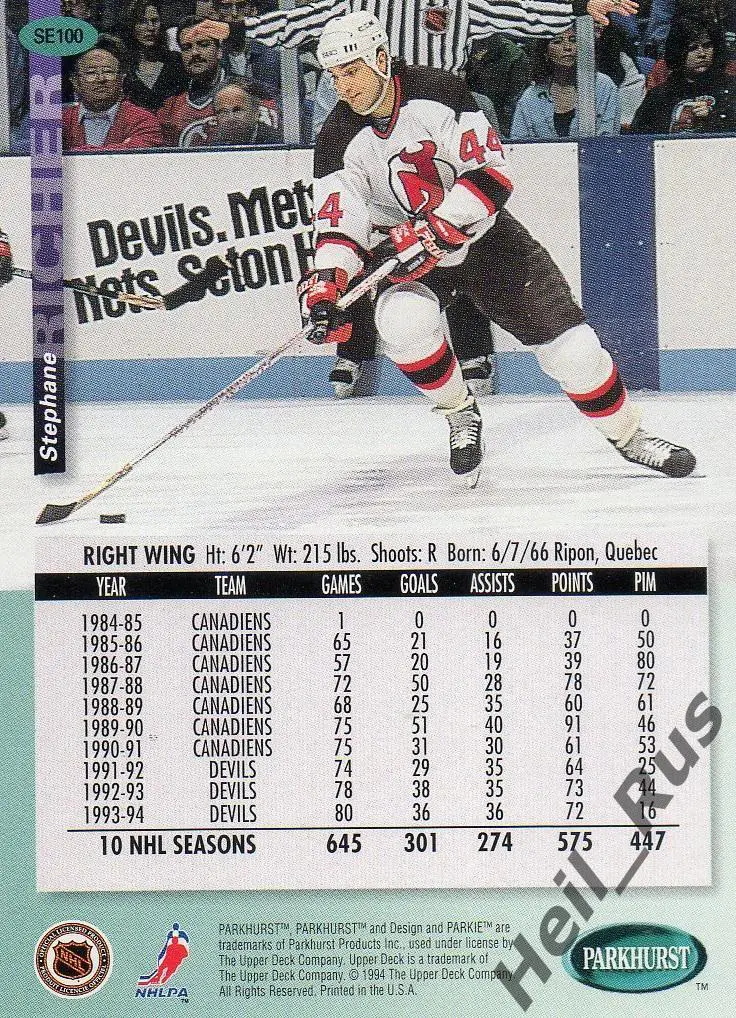 SE100
Stephane RICHER
Devils. Mets
Nets. Seton H
44
4
RIGHT WING Ht: 6'2" Wt: 215 lbs. Shoots: R Born: 6/7/66 Ripon, Quebec
YEAR TEAM GAMES GOALS ASSISTS POINTS PIM
1984-85 CANADIENS 1 0 0 0 0
1985-86 CANADIENS 65 21 16 37 50
1986-87 CANADIENS 57 20 19 39 80
1987-88 CANADIENS 72 50 28 78 72
1988-89 CANADIENS 68 25 35 60 61
1989-90 CANADIENS 75 51 40 91 46
1990-91 CANADIENS 75 31 30 61 53
1991-92 DEVILS 74 29 35 64 25
1992-93 DEVILS 78 38 35 73 44
1993-94 DEVILS 80 36 36 72 16
10 NHL SEASONS 645 301 274 575 447
Heil_Rus
NHL
NHLPA
PARKHURST™, PARKHURST™ and Design and PARKIE™ are
trademarks of Parkhurst Products Inc., used under license by
The Upper Deck Company. Upper Deck is a trademark of
The Upper Deck Company. © 1994 The Upper Deck Company
All Rights Reserved. Printed in the U.S.A.
PARKHURST
TM